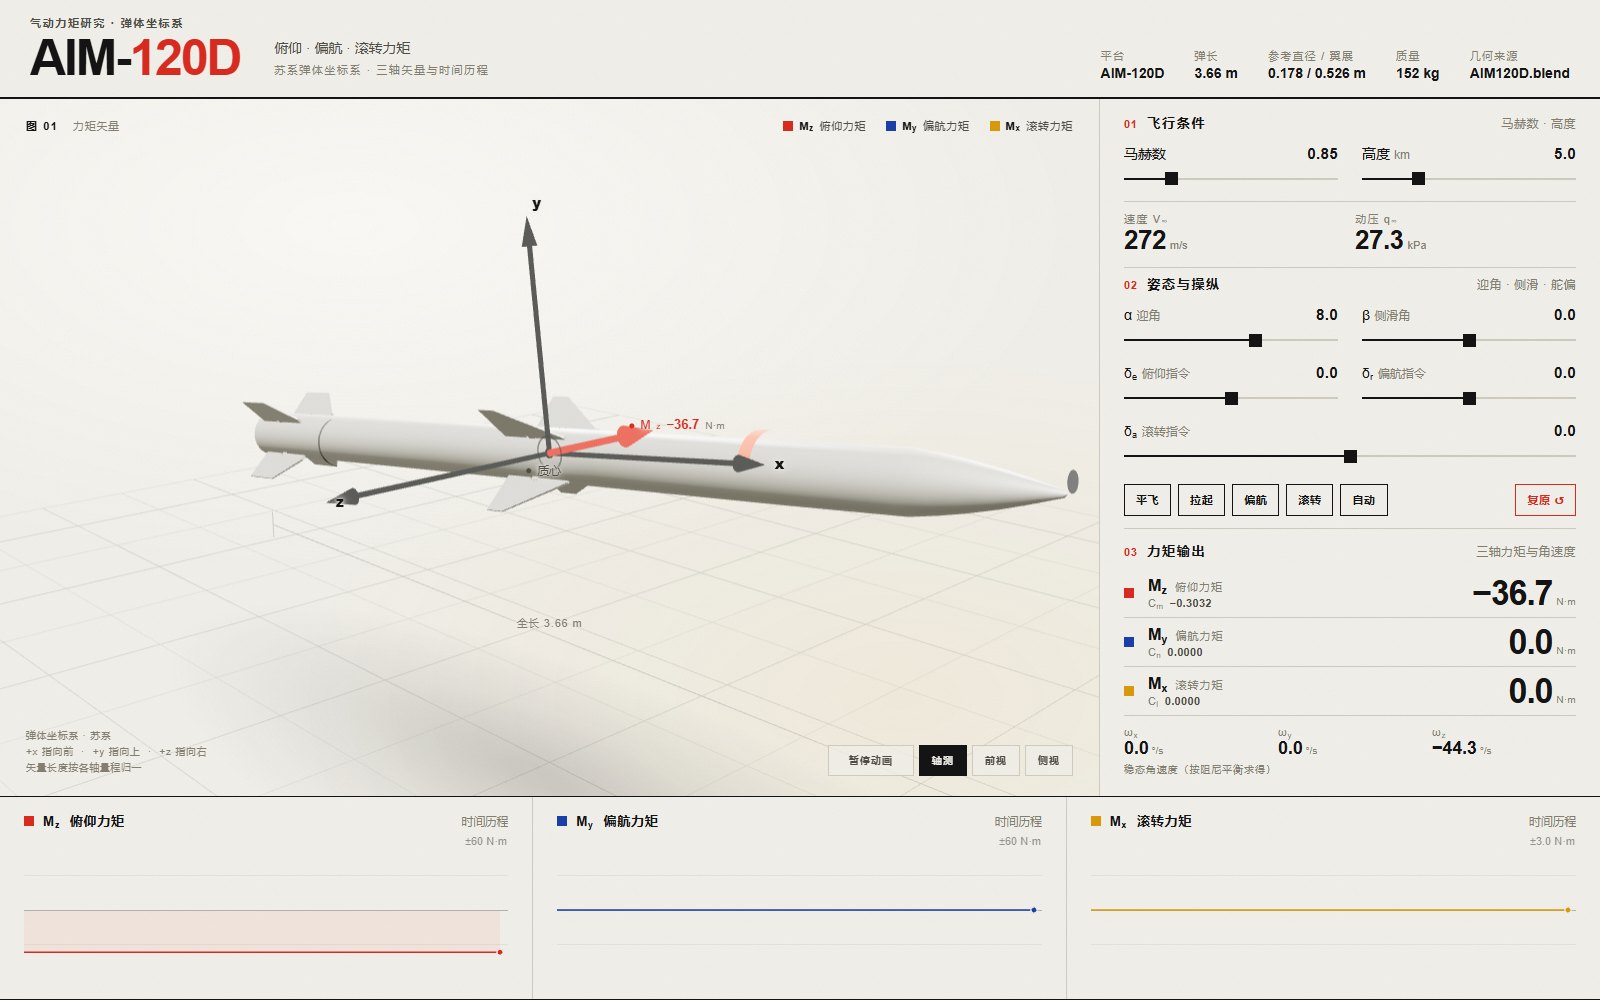 气动力矩研究 · 弹体坐标系
AIM-120D
俯仰 · 偏航 · 滚转力矩
苏系弹体坐标系 · 三轴矢量与时间历程
平台
AIM-120D
弹长
3.66 m
参考直径 / 翼展
0.178 / 0.526 m
质量
152 kg
几何来源
AIM120D.blend
图 01 力矩矢量
Mz 俯仰力矩
My 偏航力矩
Mx 滚转力矩
y
M z −36.7 N·m
x
质心
z
全长 3.66 m
弹体坐标系 · 苏系
+x 指向前 · +y 指向上 · +z 指向右
矢量长度按各轴量程归一
暂停动画
轴测
前视
侧视
01 飞行条件
马赫数 · 高度
马赫数 0.85
高度 km 5.0
速度 V∞
272 m/s
动压 q∞
27.3 kPa
02 姿态与操纵
迎角 · 侧滑 · 舵偏
α 迎角 8.0
β 侧滑角 0.0
δe 俯仰指令 0.0
δr 偏航指令 0.0
δa 滚转指令 0.0
平飞
拉起
偏航
滚转
自动
复原 ↺
03 力矩输出
三轴力矩与角速度
Mz 俯仰力矩
Cm −0.3032
−36.7 N·m
My 偏航力矩
Cn 0.0000
0.0 N·m
Mx 滚转力矩
Cl 0.0000
0.0 N·m
ωx
0.0 °/s
ωy
0.0 °/s
ωz
−44.3 °/s
稳态角速度（按阻尼平衡求得）
Mz 俯仰力矩
时间历程
±60 N·m
My 偏航力矩
时间历程
±60 N·m
Mx 滚转力矩
时间历程
±3.0 N·m